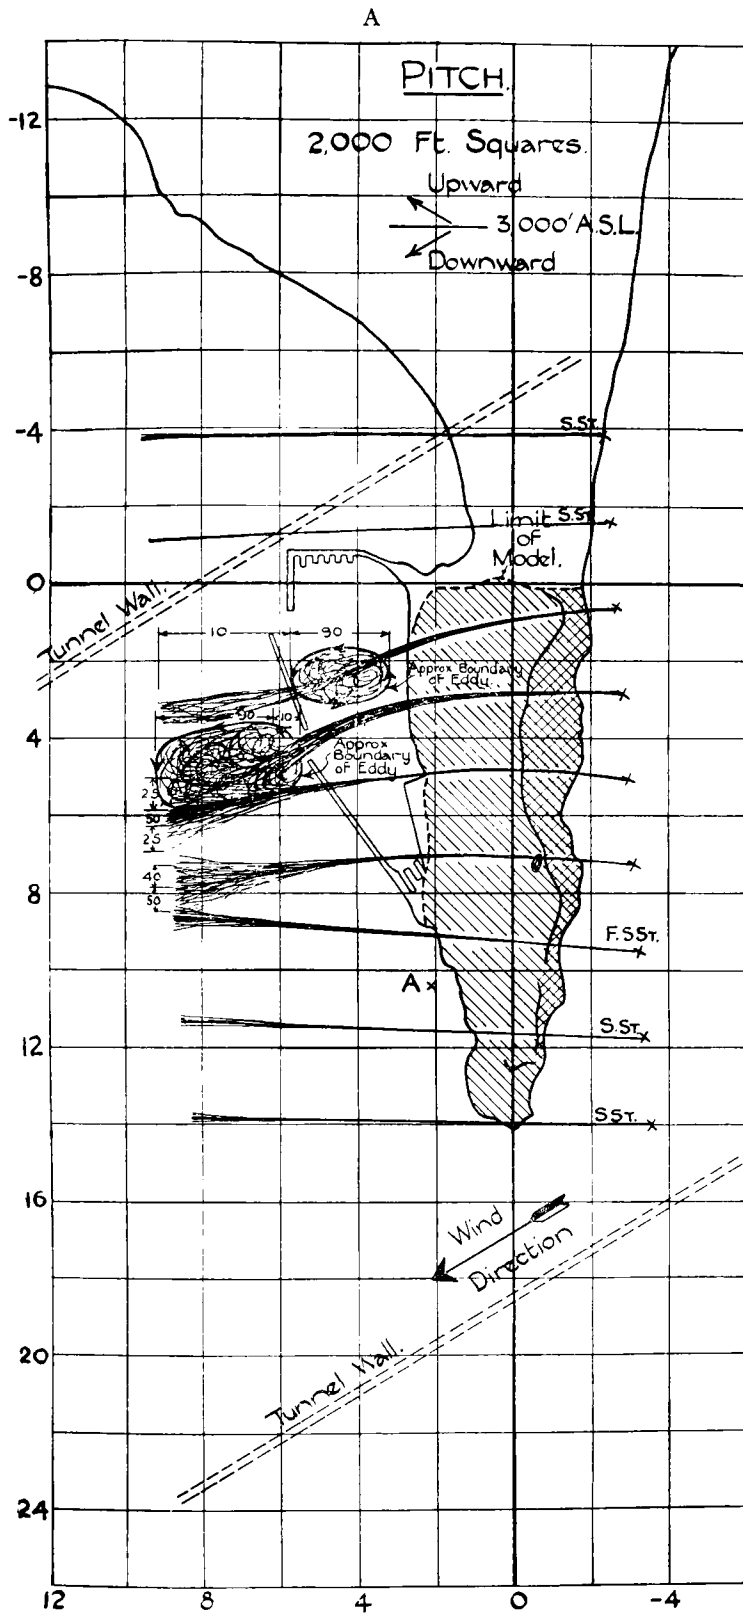 A
PITCH.
2,000 Ft. Squares.
Upward
3,000' A.S.L.
Downward
-12
-8
-4
0
4
8
12
16
20
24
S.St.
S.St.
Limit
of
Model.
Tunnel Wall.
10
90
Approx Boundary
of Eddy.
90
10
Approx
Boundary
of Eddy
25
50
25
40
50
F.SSt.
A
S.St.
SSt.
Wind
Direction
Tunnel Wall.
12
8
4
0
-4